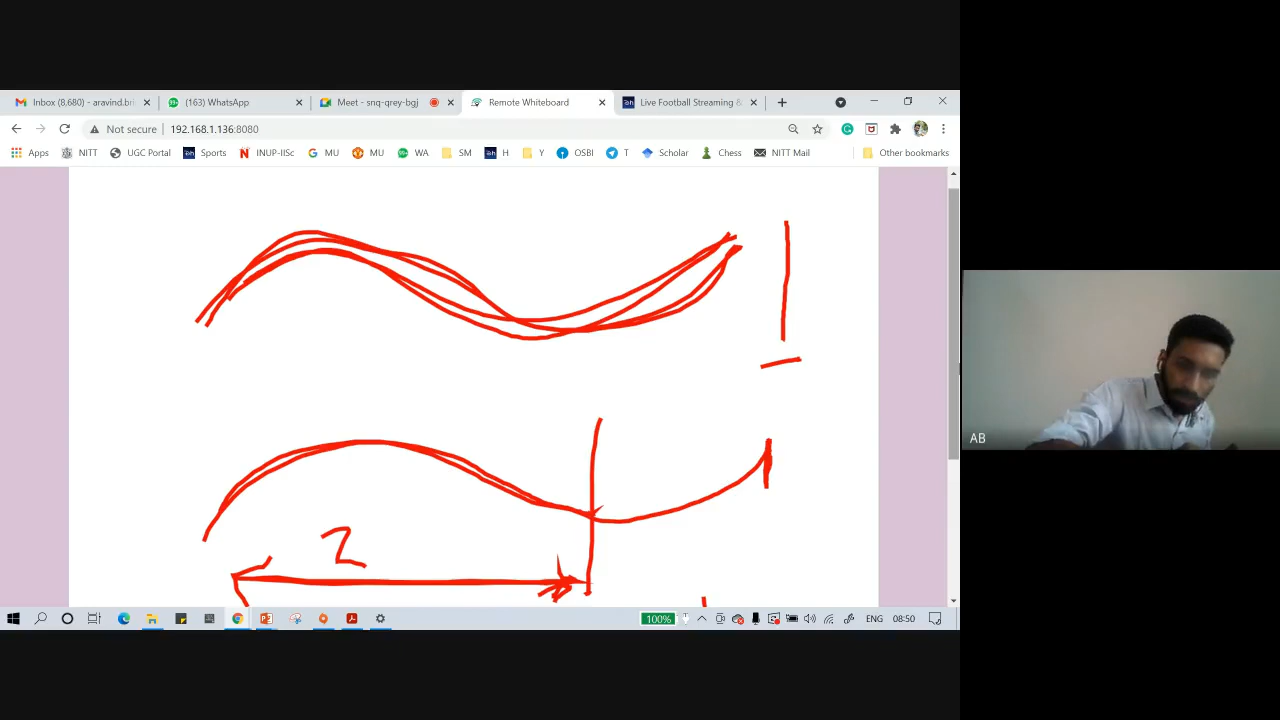 Inbox (8,680) - aravind.bri
(163) WhatsApp
Meet - snq-qrey-bgj
Remote Whiteboard
Live Football Streaming &
Not secure
192.168.1.136:8080
Apps
NITT
UGC Portal
Sports
INUP-IISc
MU
MU
WA
SM
H
Y
OSBI
T
Scholar
Chess
NITT Mail
Other bookmarks
2
AB
100%
ENG
08:50